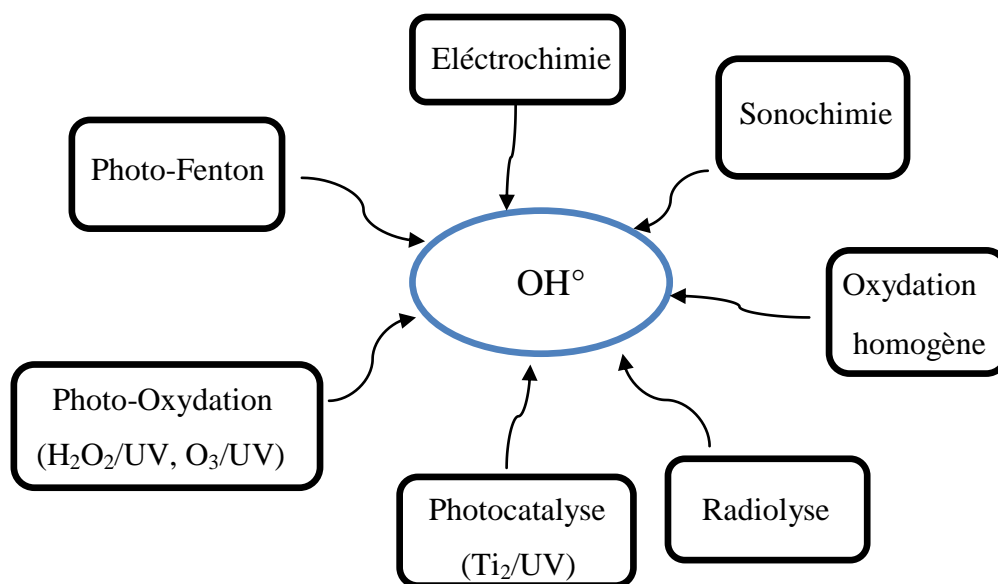 Eléctrochimie
Sonochimie
Photo-Fenton
OH°
Oxydation
homogène
Photo-Oxydation
(H₂O₂/UV, O₃/UV)
Photocatalyse
(Ti₂/UV)
Radiolyse